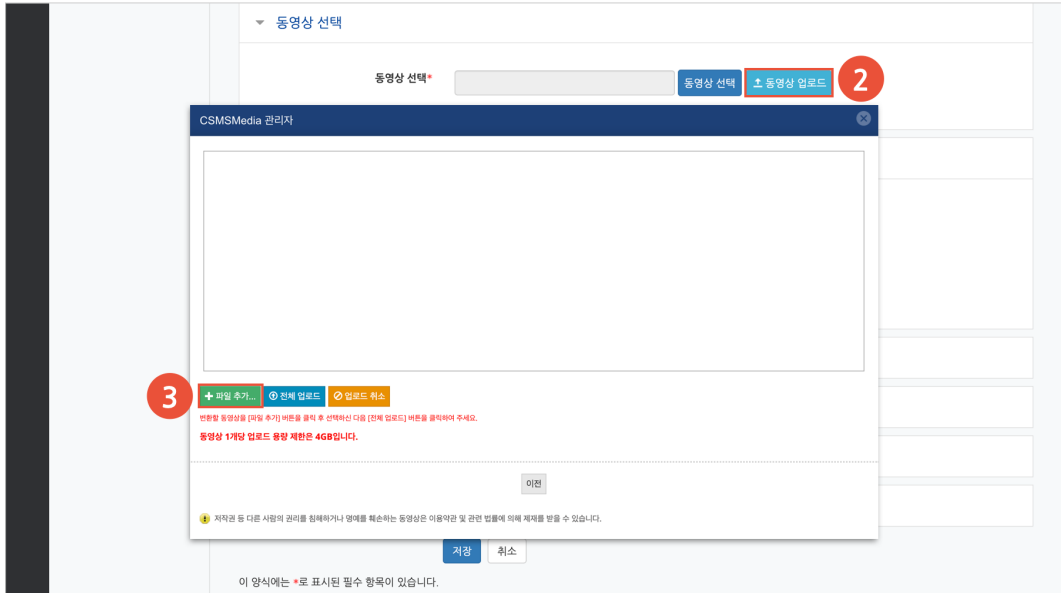 동영상 선택
동영상 선택* 동영상 선택 동영상 업로드 2
CSMSMedia 관리자
3 파일 추가... 전체 업로드 업로드 취소
변환할 동영상을 [파일 추가] 버튼을 클릭 후 선택하신 다음 [전체 업로드] 버튼을 클릭하여 주세요.
동영상 1개당 업로드 용량 제한은 4GB입니다.
이전
저작권 등 다른 사람의 권리를 침해하거나 명예를 훼손하는 동영상은 이용약관 및 관련 법률에 의해 제재를 받을 수 있습니다.
저장 취소
이 양식에는 *로 표시된 필수 항목이 있습니다.